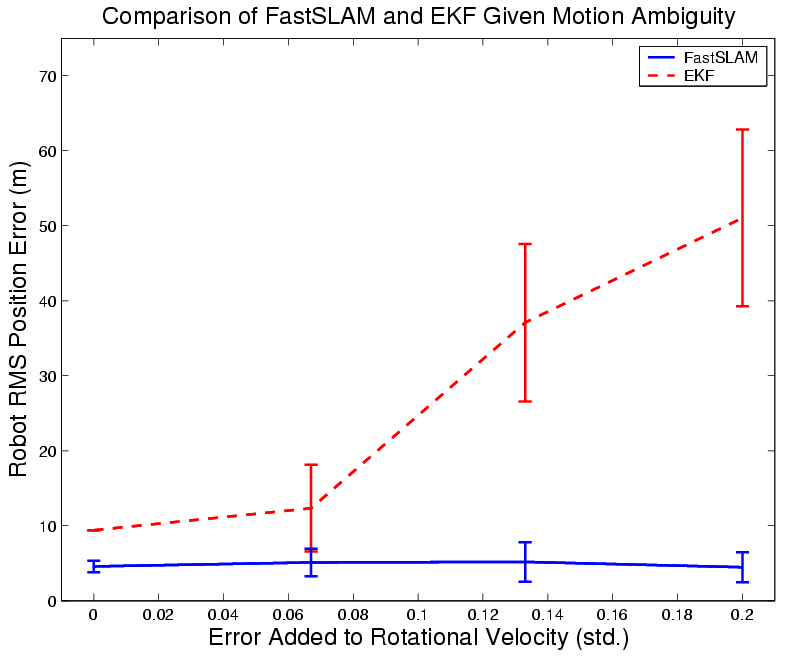 Comparison of FastSLAM and EKF Given Motion Ambiguity
FastSLAM
EKF
70
60
50
40
30
20
10
0
Robot RMS Position Error (m)
0 0.02 0.04 0.06 0.08 0.1 0.12 0.14 0.16 0.18 0.2
Error Added to Rotational Velocity (std.)